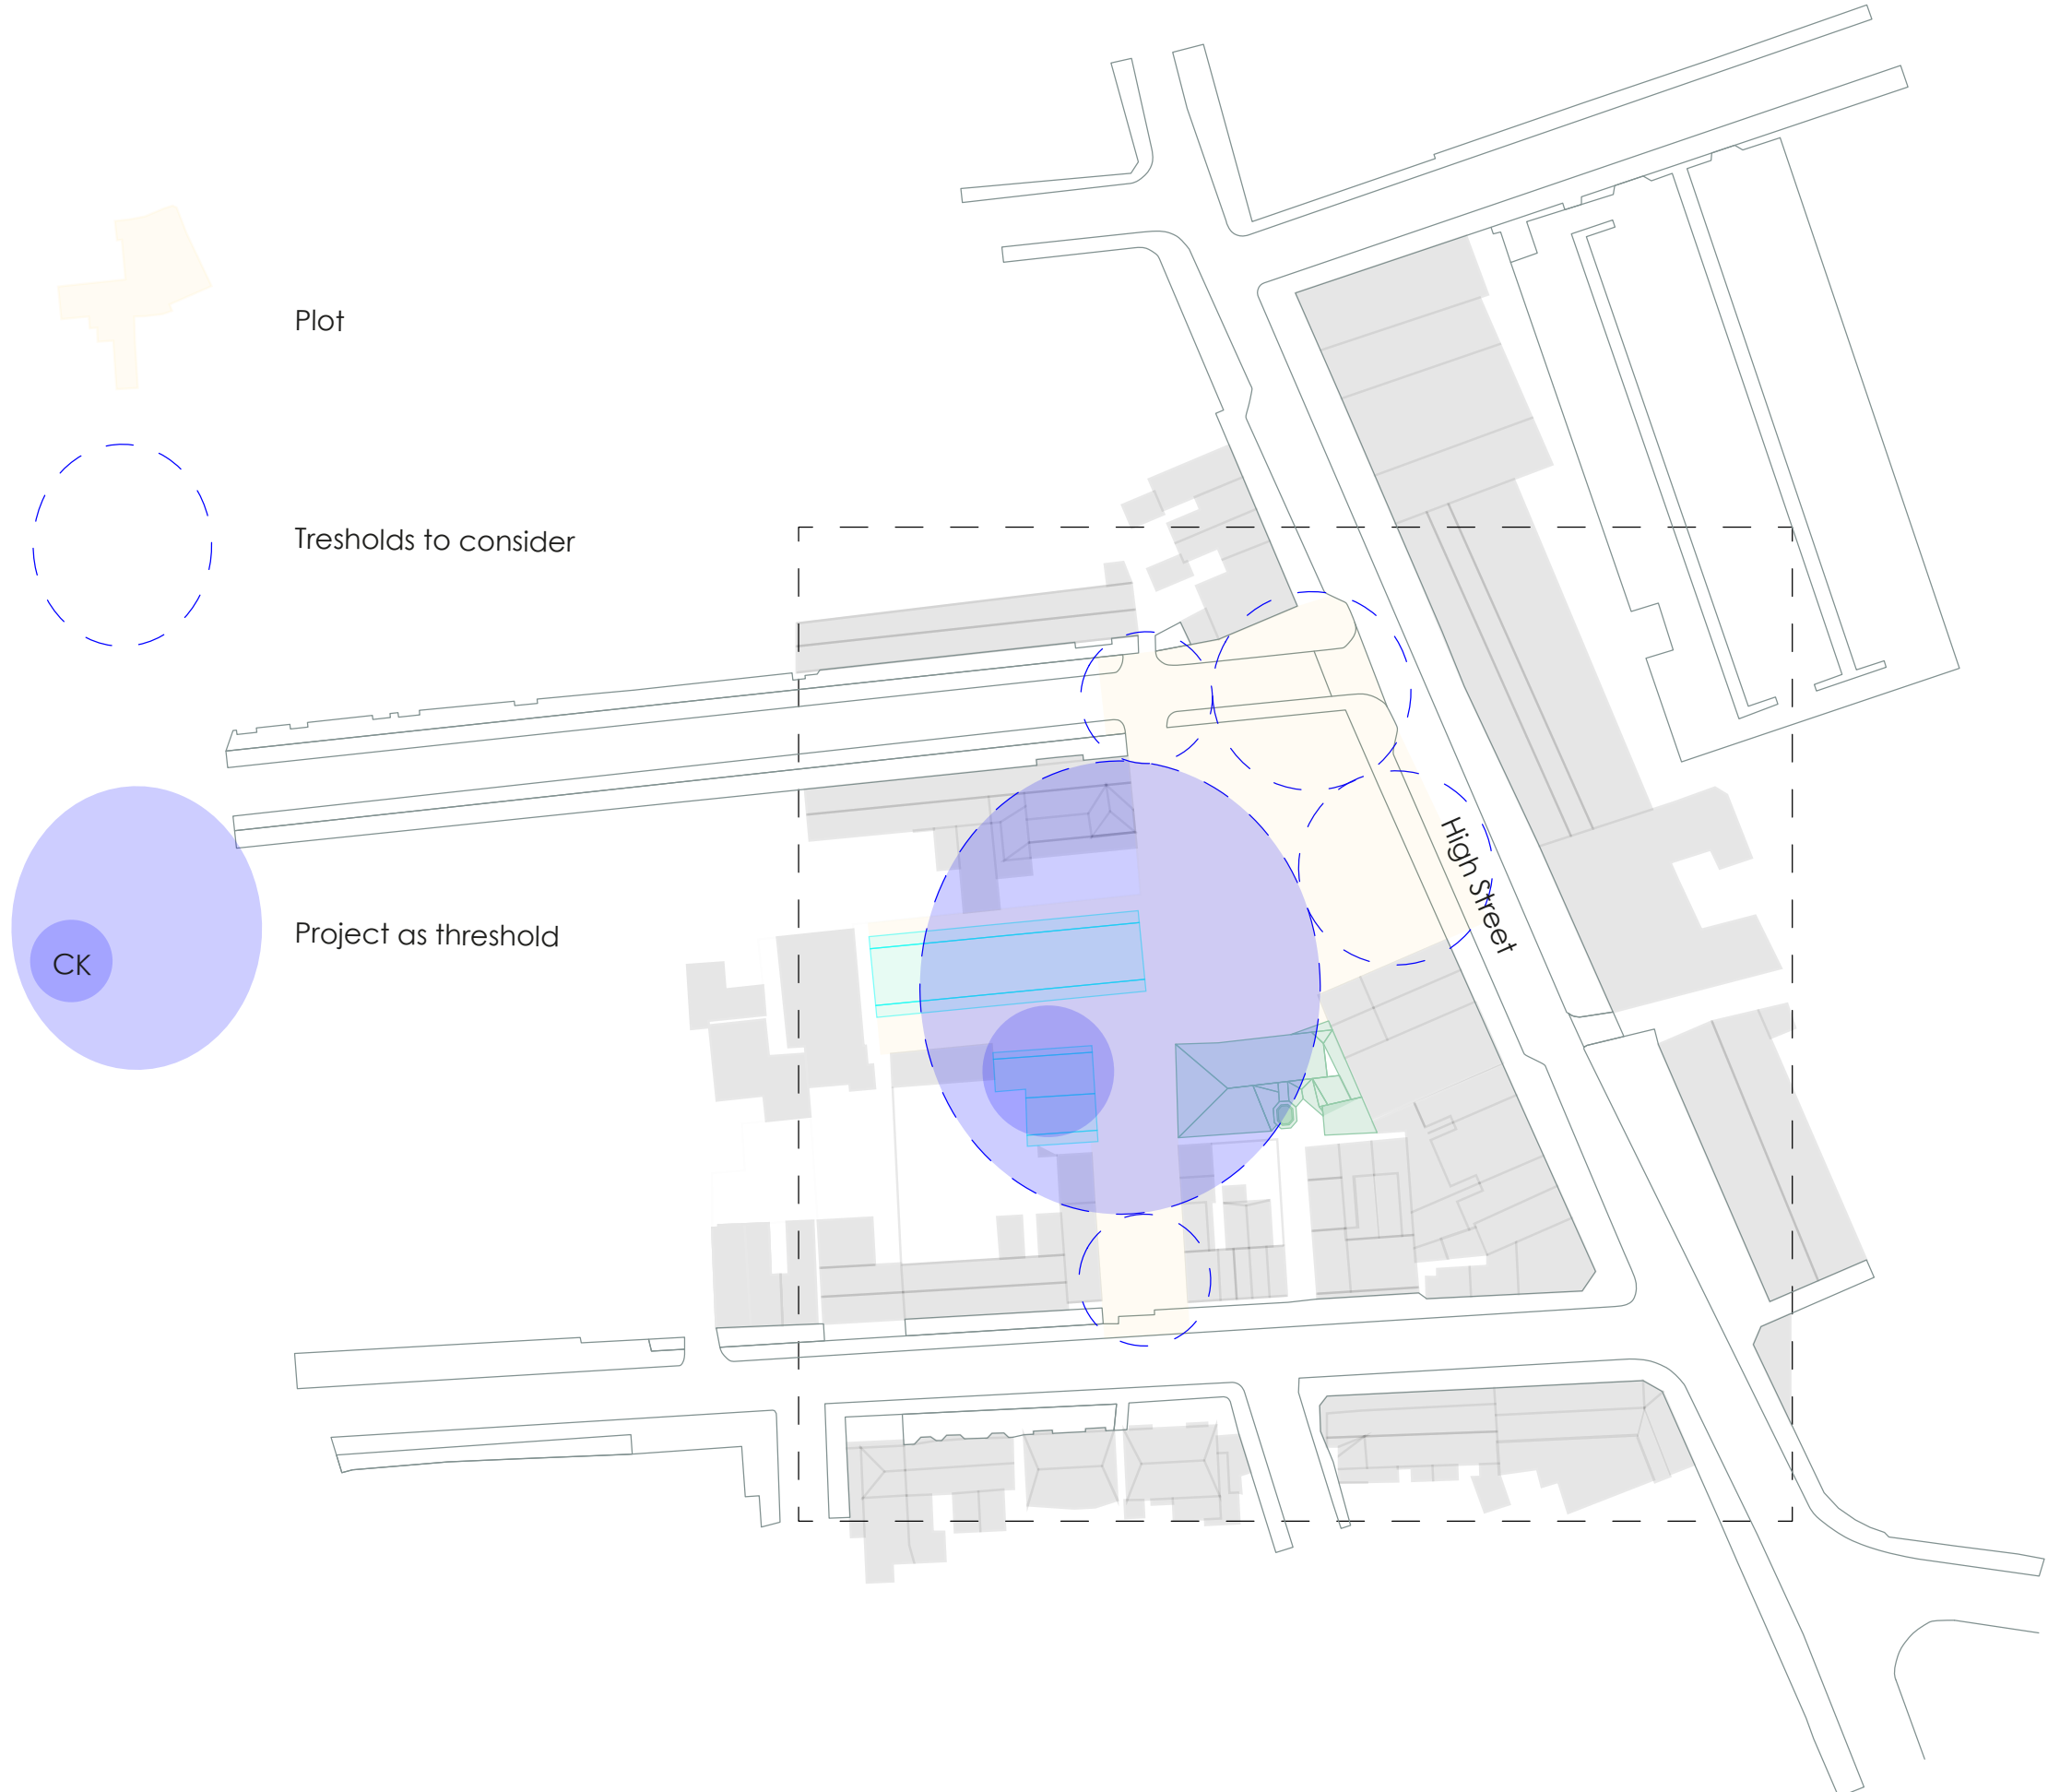 Plot
Tresholds to consider
Project as threshold
CK
High Street